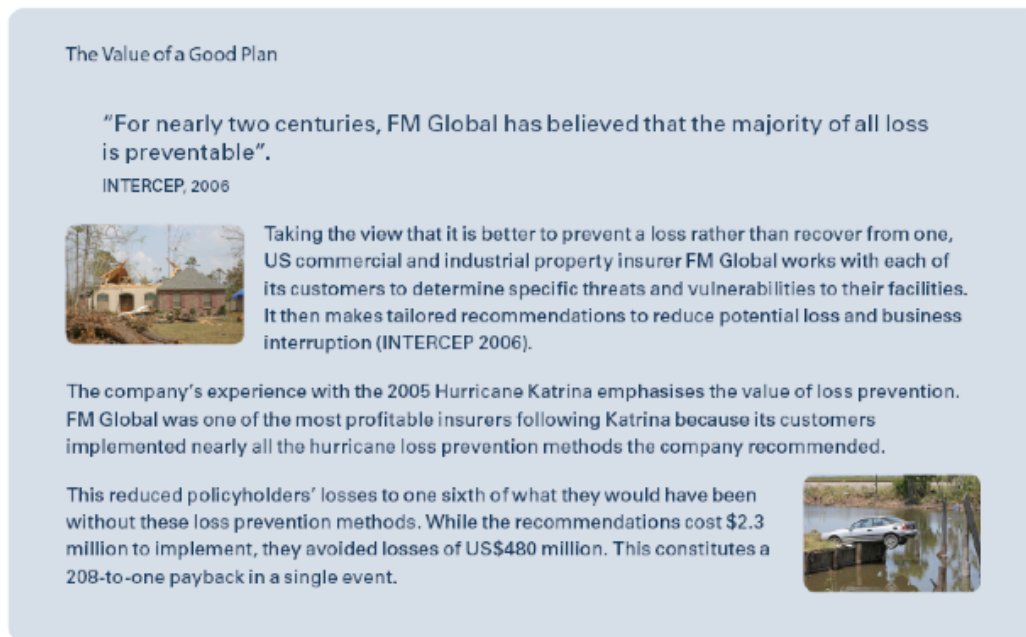 The Value of a Good Plan
“For nearly two centuries, FM Global has believed that the majority of all loss
is preventable”.
INTERCEP, 2006
Taking the view that it is better to prevent a loss rather than recover from one,
US commercial and industrial property insurer FM Global works with each of
its customers to determine specific threats and vulnerabilities to their facilities.
It then makes tailored recommendations to reduce potential loss and business
interruption (INTERCEP 2006).
The company’s experience with the 2005 Hurricane Katrina emphasises the value of loss prevention.
FM Global was one of the most profitable insurers following Katrina because its customers
implemented nearly all the hurricane loss prevention methods the company recommended.
This reduced policyholders’ losses to one sixth of what they would have been
without these loss prevention methods. While the recommendations cost $2.3
million to implement, they avoided losses of US$480 million. This constitutes a
208-to-one payback in a single event.